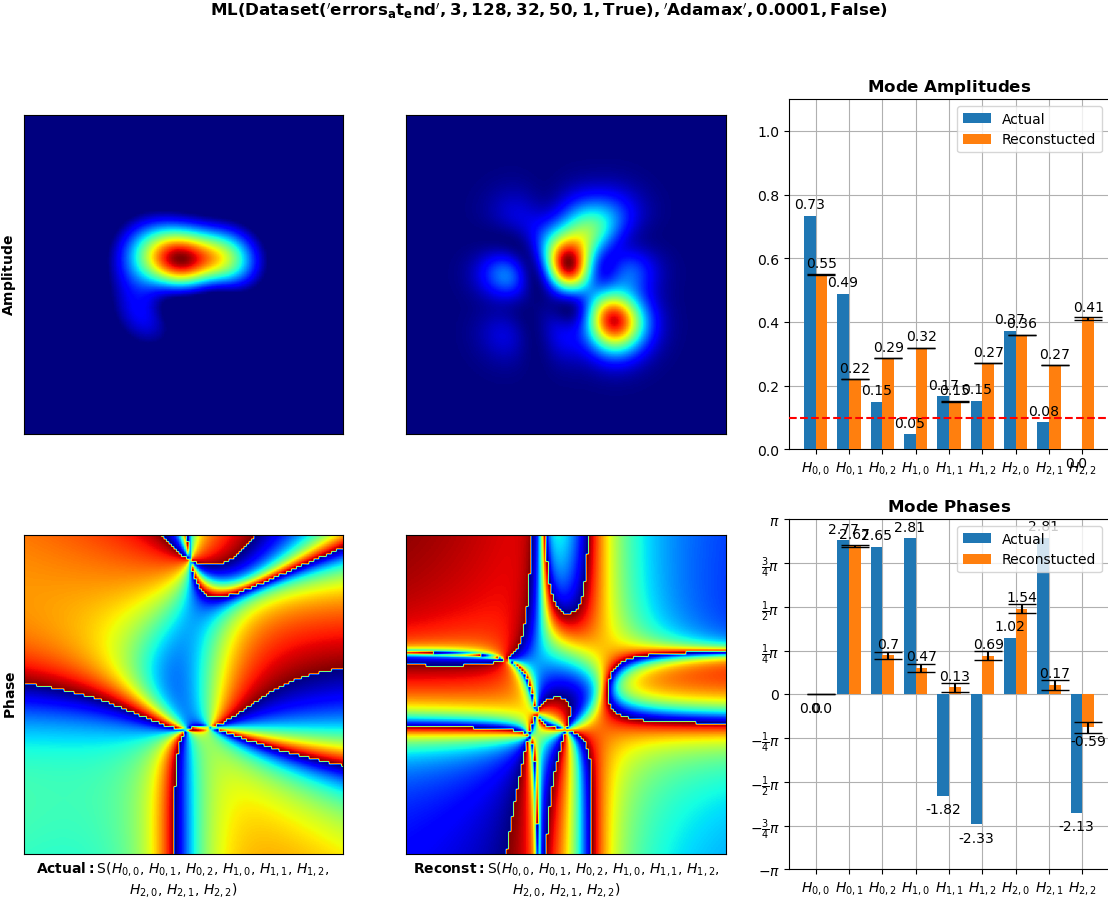 ML(Dataset('errors_at_end', 3, 128, 32, 50, 1, True), 'Adamax', 0.0001, False)
Mode Amplitudes
Actual
Reconstucted
1.0
0.8
0.6
0.4
0.2
0.0
0.73
0.55
0.49
0.22
0.15
0.29
0.05
0.32
0.17
0.15
0.15
0.27
0.37
0.36
0.08
0.27
0.0
0.41
H0,0 H0,1 H0,2 H1,0 H1,1 H1,2 H2,0 H2,1 H2,2
Amplitude
Mode Phases
Actual
Reconstucted
π
3/4π
1/2π
1/4π
0
−1/4π
−1/2π
−3/4π
−π
0.0
0.0
2.77
2.67
2.65
0.7
2.81
0.47
-1.82
0.13
-2.33
0.69
1.02
1.54
2.81
0.17
-2.13
-0.59
H0,0 H0,1 H0,2 H1,0 H1,1 H1,2 H2,0 H2,1 H2,2
Phase
Actual: S(H0,0, H0,1, H0,2, H1,0, H1,1, H1,2,
H2,0, H2,1, H2,2)
Reconst: S(H0,0, H0,1, H0,2, H1,0, H1,1, H1,2,
H2,0, H2,1, H2,2)